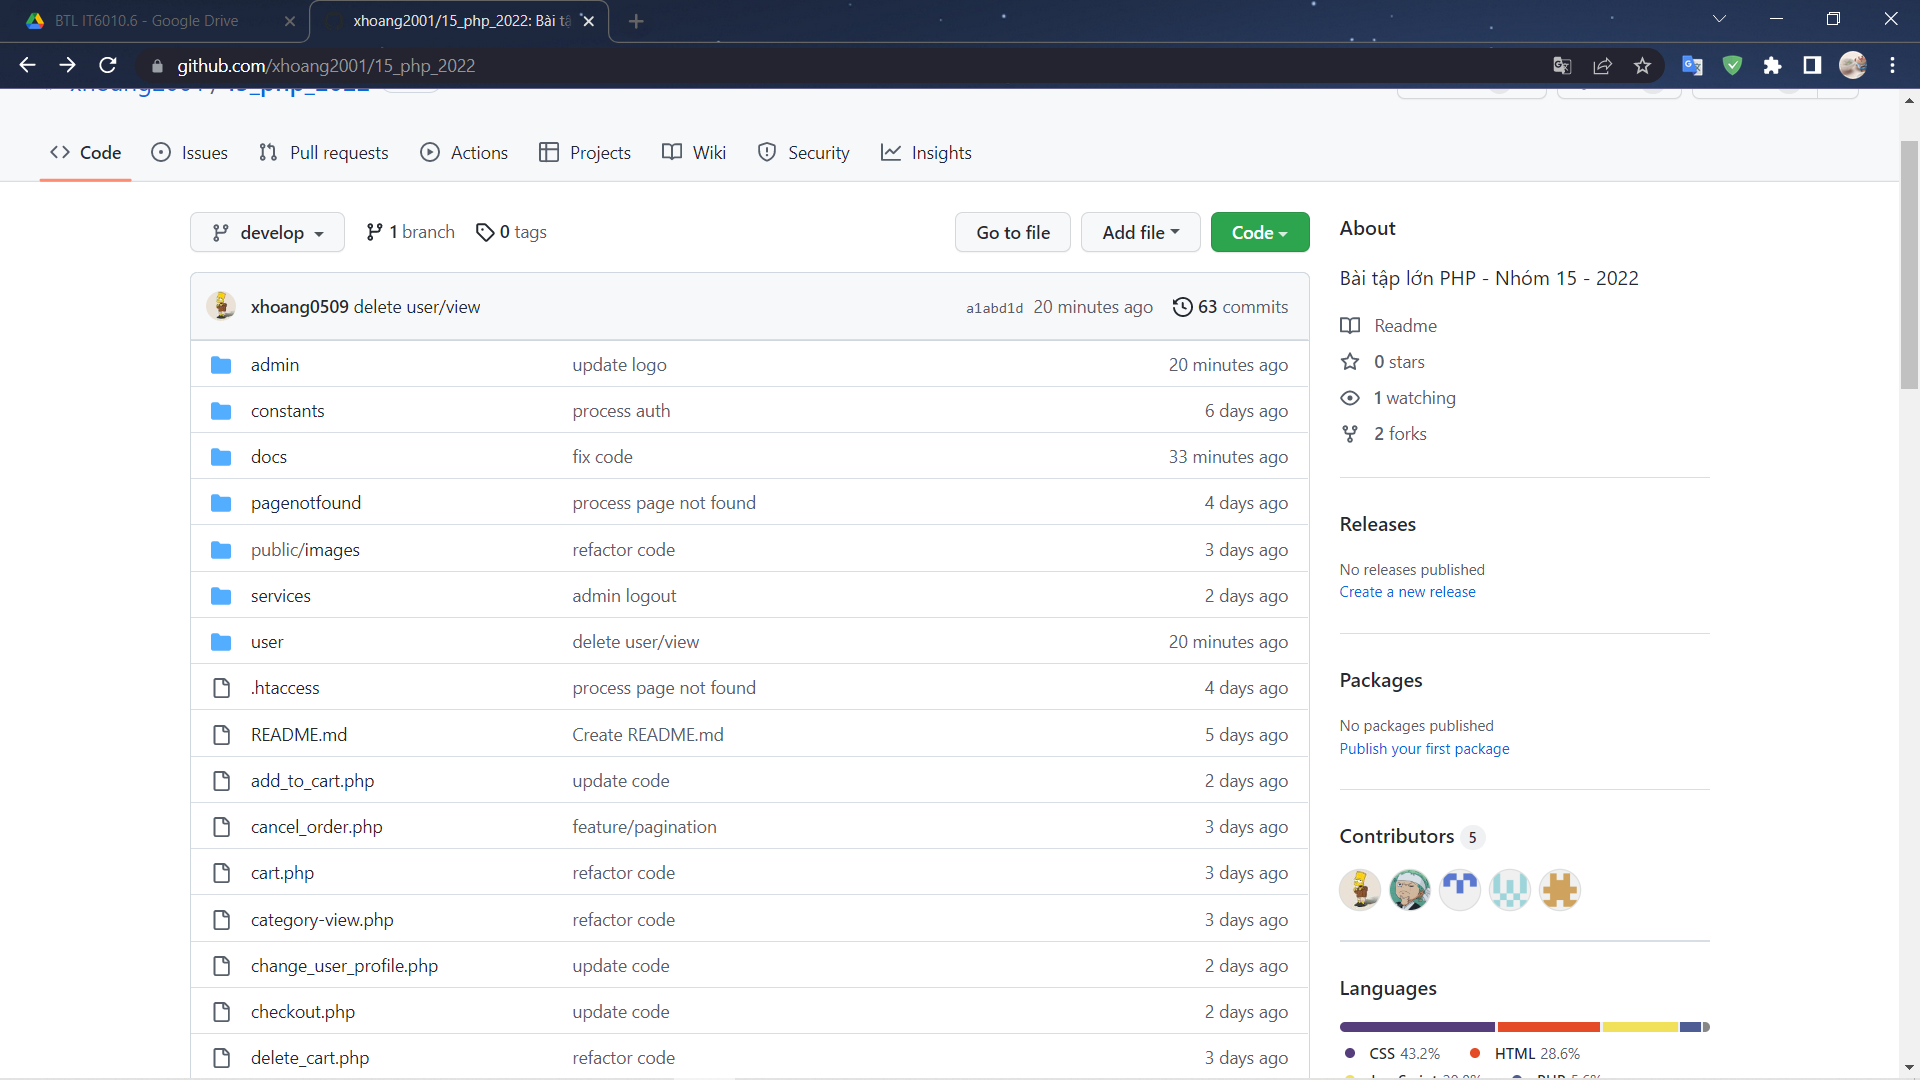 BTL IT6010.6 - Google Drive
xhoang2001/15_php_2022: Bài tậ
github.com/xhoang2001/15_php_2022
xhoang2001 / 15_php_2022
Code
Issues
Pull requests
Actions
Projects
Wiki
Security
Insights
develop
1 branch
0 tags
Go to file
Add file
Code
xhoang0509 delete user/view a1abd1d 20 minutes ago 63 commits
admin update logo 20 minutes ago
constants process auth 6 days ago
docs fix code 33 minutes ago
pagenotfound process page not found 4 days ago
public/images refactor code 3 days ago
services admin logout 2 days ago
user delete user/view 20 minutes ago
.htaccess process page not found 4 days ago
README.md Create README.md 5 days ago
add_to_cart.php update code 2 days ago
cancel_order.php feature/pagination 3 days ago
cart.php refactor code 3 days ago
category-view.php refactor code 3 days ago
change_user_profile.php update code 2 days ago
checkout.php update code 2 days ago
delete_cart.php refactor code 3 days ago
About
Bài tập lớn PHP - Nhóm 15 - 2022
Readme
0 stars
1 watching
2 forks
Releases
No releases published
Create a new release
Packages
No packages published
Publish your first package
Contributors 5
Languages
CSS 43.2% HTML 28.6%